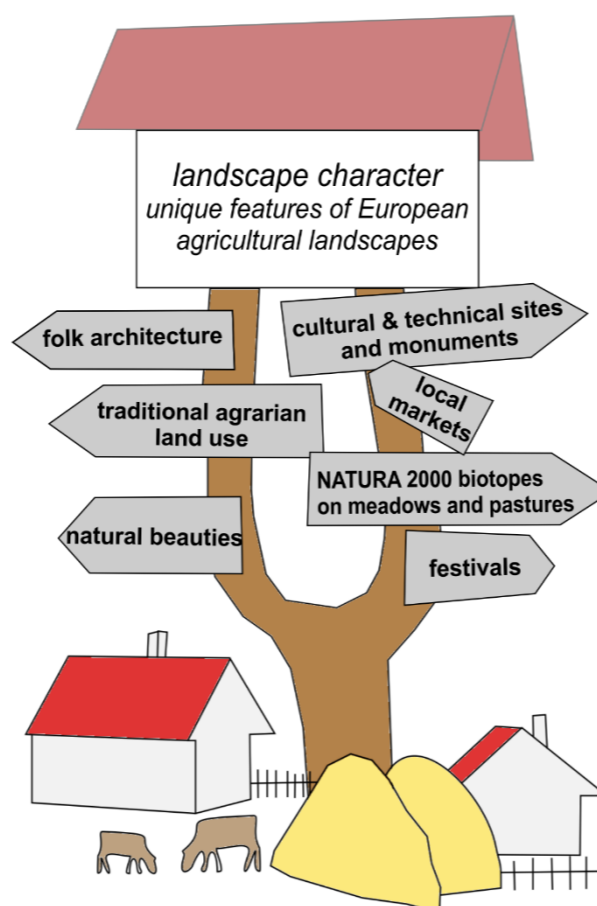 landscape character
unique features of European
agricultural landscapes
folk architecture
cultural & technical sites
and monuments
traditional agrarian
land use
local
markets
NATURA 2000 biotopes
on meadows and pastures
natural beauties
festivals